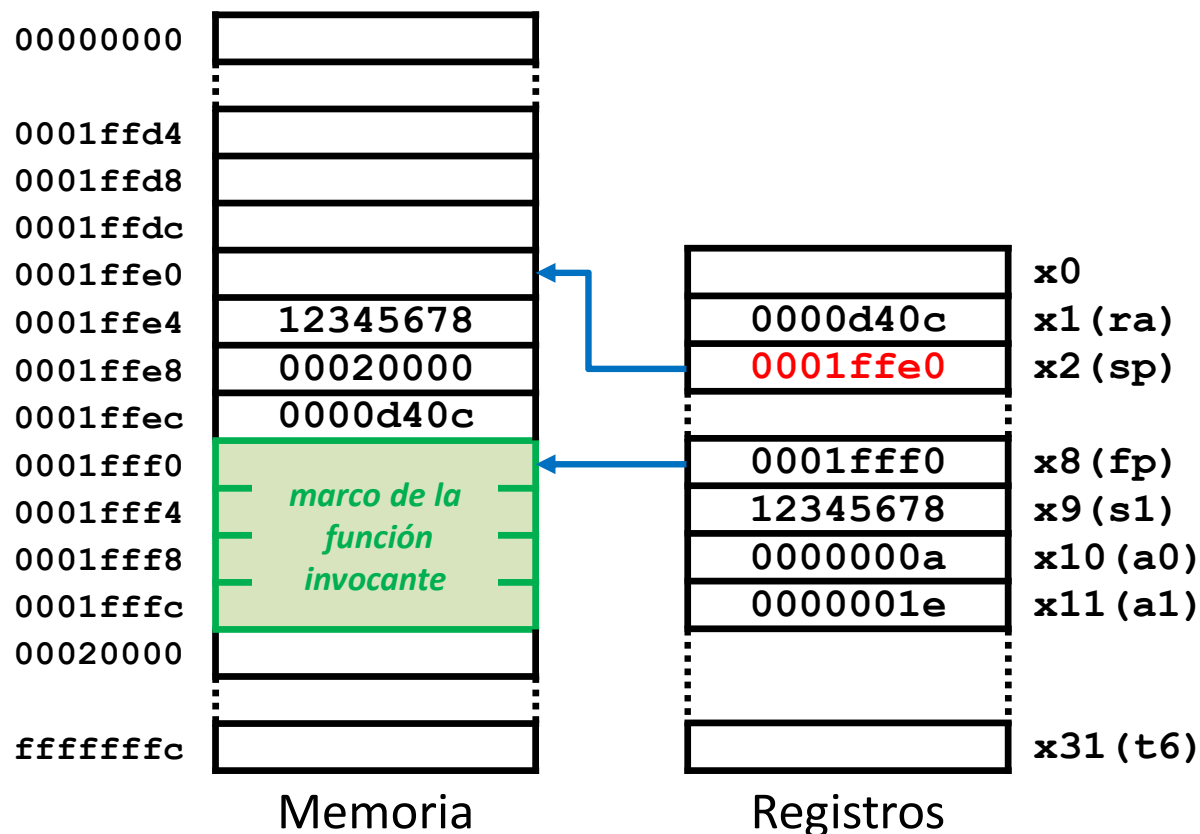 00000000
0001ffd4
0001ffd8
0001ffdc
0001ffe0
0001ffe4 12345678
0001ffe8 00020000
0001ffec 0000d40c
0001fff0
0001fff4
0001fff8
0001fffc
marco de la
función
invocante
00020000
fffffffc
Memoria
x0
0000d40c x1(ra)
0001ffe0 x2(sp)
0001fff0 x8(fp)
12345678 x9(s1)
0000000a x10(a0)
0000001e x11(a1)
x31(t6)
Registros